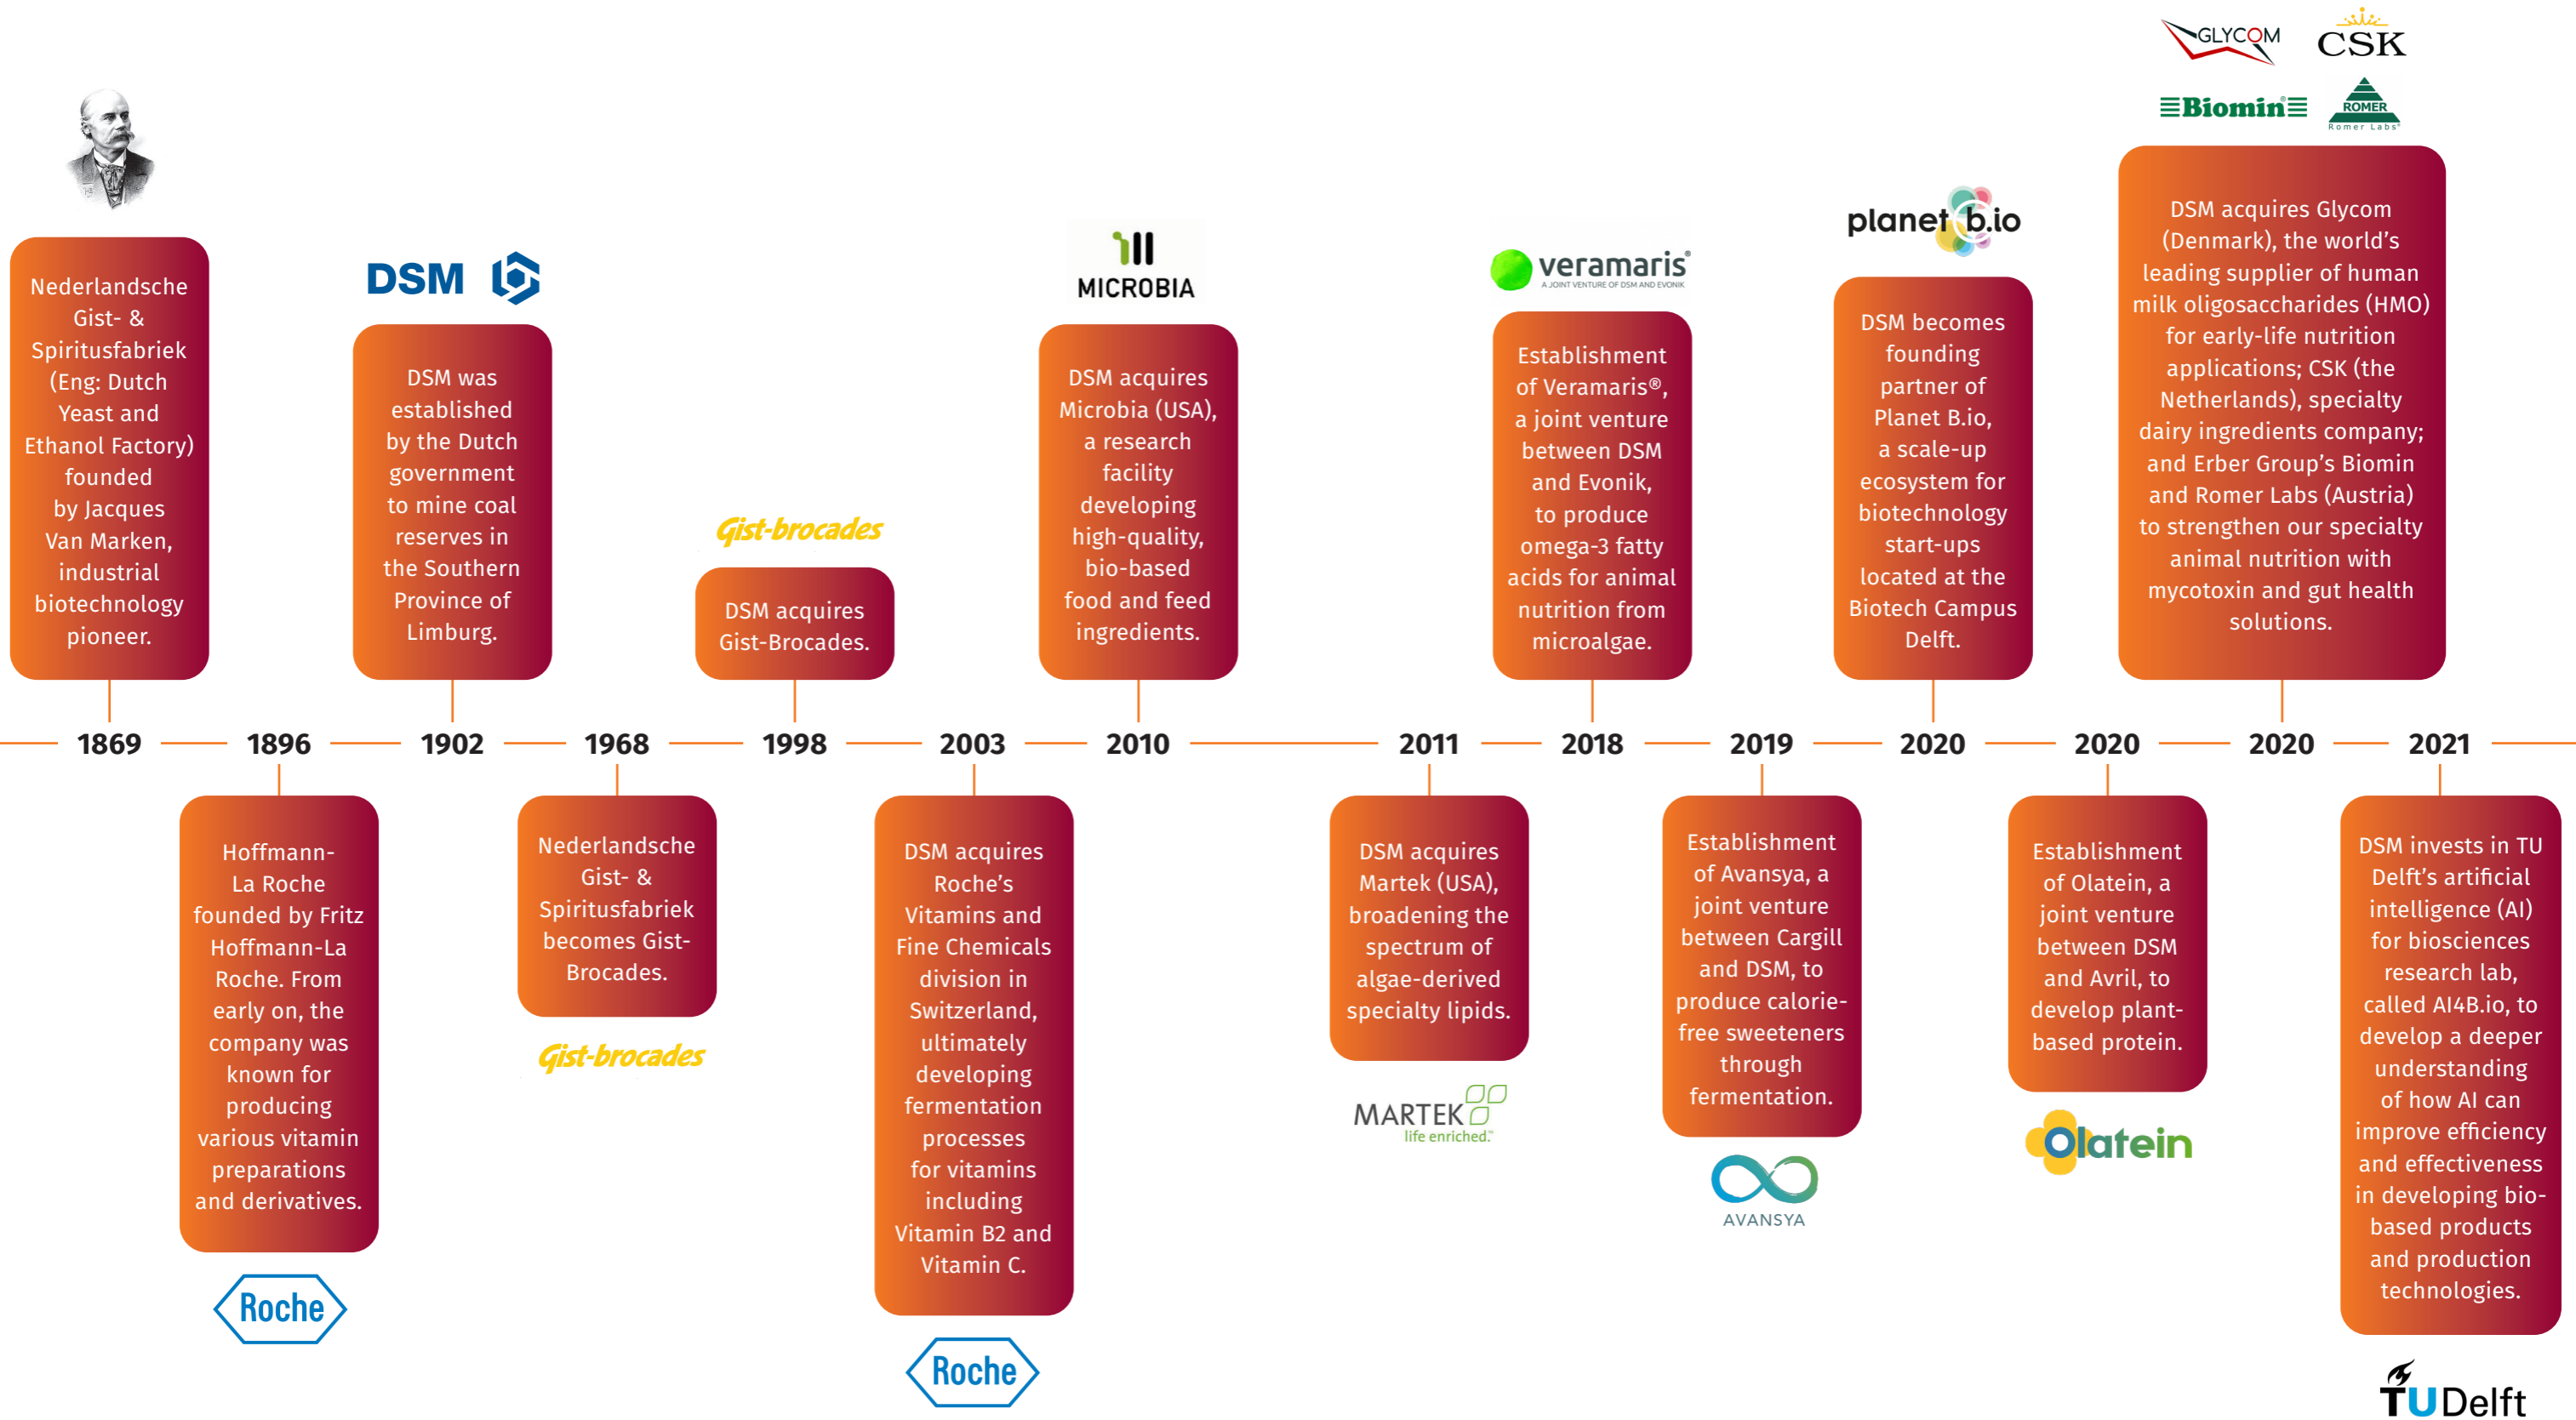 Nederlandsche
Gist- &
Spiritusfabriek
(Eng: Dutch
Yeast and
Ethanol Factory)
founded
by Jacques
Van Marken,
industrial
biotechnology
pioneer.
1869
1896
Hoffmann-
La Roche
founded by Fritz
Hoffmann-La
Roche. From
early on, the
company was
known for
producing
various vitamin
preparations
and derivatives.
Roche
DSM
DSM was
established
by the Dutch
government
to mine coal
reserves in
the Southern
Province of
Limburg.
1902
1968
Nederlandsche
Gist- &
Spiritusfabriek
becomes Gist-
Brocades.
Gist-brocades
Gist-brocades
DSM acquires
Gist-Brocades.
1998
2003
DSM acquires
Roche’s
Vitamins and
Fine Chemicals
division in
Switzerland,
ultimately
developing
fermentation
processes
for vitamins
including
Vitamin B2 and
Vitamin C.
Roche
MICROBIA
DSM acquires
Microbia (USA),
a research
facility
developing
high-quality,
bio-based
food and feed
ingredients.
2010
2011
DSM acquires
Martek (USA),
broadening the
spectrum of
algae-derived
specialty lipids.
MARTEK
life enriched.™
veramaris®
A JOINT VENTURE OF DSM AND EVONIK
Establishment
of Veramaris®,
a joint venture
between DSM
and Evonik,
to produce
omega-3 fatty
acids for animal
nutrition from
microalgae.
2018
2019
Establishment
of Avansya, a
joint venture
between Cargill
and DSM, to
produce calorie-
free sweeteners
through
fermentation.
AVANSYA
planet b.io
DSM becomes
founding
partner of
Planet B.io,
a scale-up
ecosystem for
biotechnology
start-ups
located at the
Biotech Campus
Delft.
2020
2020
Establishment
of Olatein, a
joint venture
between DSM
and Avril, to
develop plant-
based protein.
Olatein
GLYCOM
CSK
Biomin®
ROMER
Romer Labs®
DSM acquires Glycom
(Denmark), the world’s
leading supplier of human
milk oligosaccharides (HMO)
for early-life nutrition
applications; CSK (the
Netherlands), specialty
dairy ingredients company;
and Erber Group’s Biomin
and Romer Labs (Austria)
to strengthen our specialty
animal nutrition with
mycotoxin and gut health
solutions.
2020
2021
DSM invests in TU
Delft’s artificial
intelligence (AI)
for biosciences
research lab,
called AI4B.io, to
develop a deeper
understanding
of how AI can
improve efficiency
and effectiveness
in developing bio-
based products
and production
technologies.
TU Delft